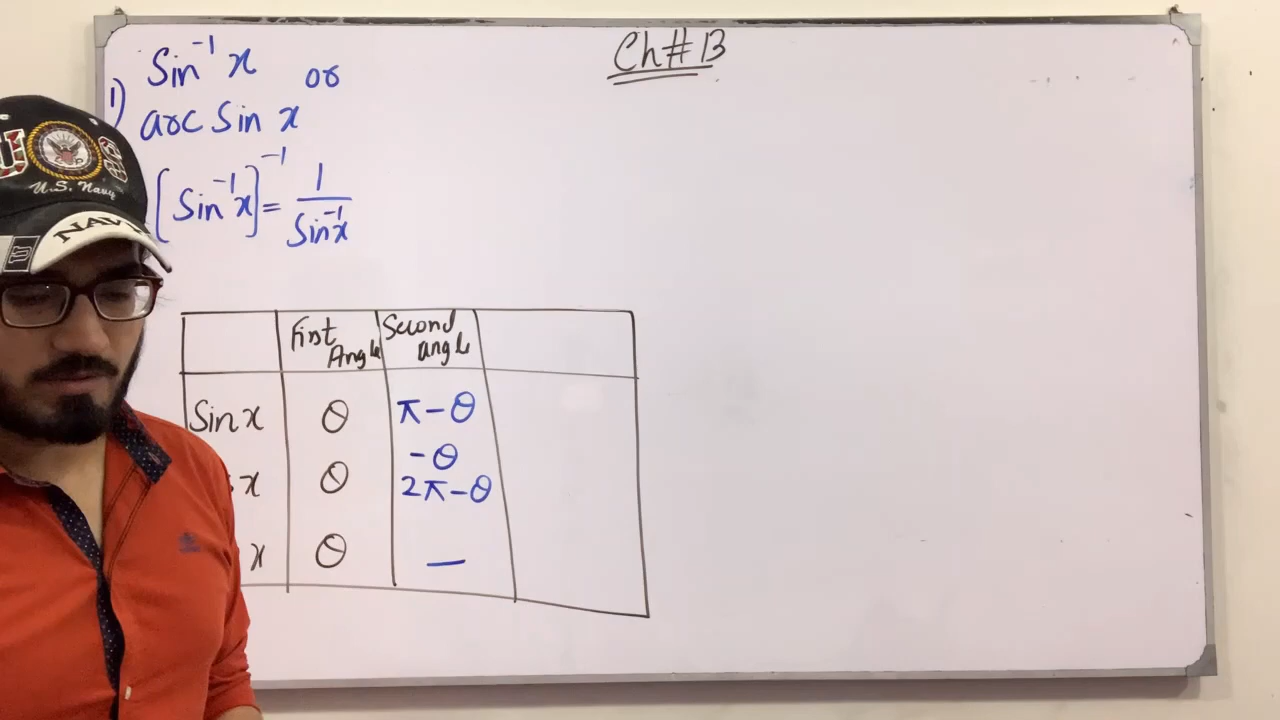 Ch#13
Sin⁻¹ x or
1) arc Sin x
[Sin⁻¹x]⁻¹ = 1/Sin⁻¹x
First Angle Second angle
Sin x θ π-θ
x θ -θ 2π-θ
x θ —
U.S. Navy
NAV